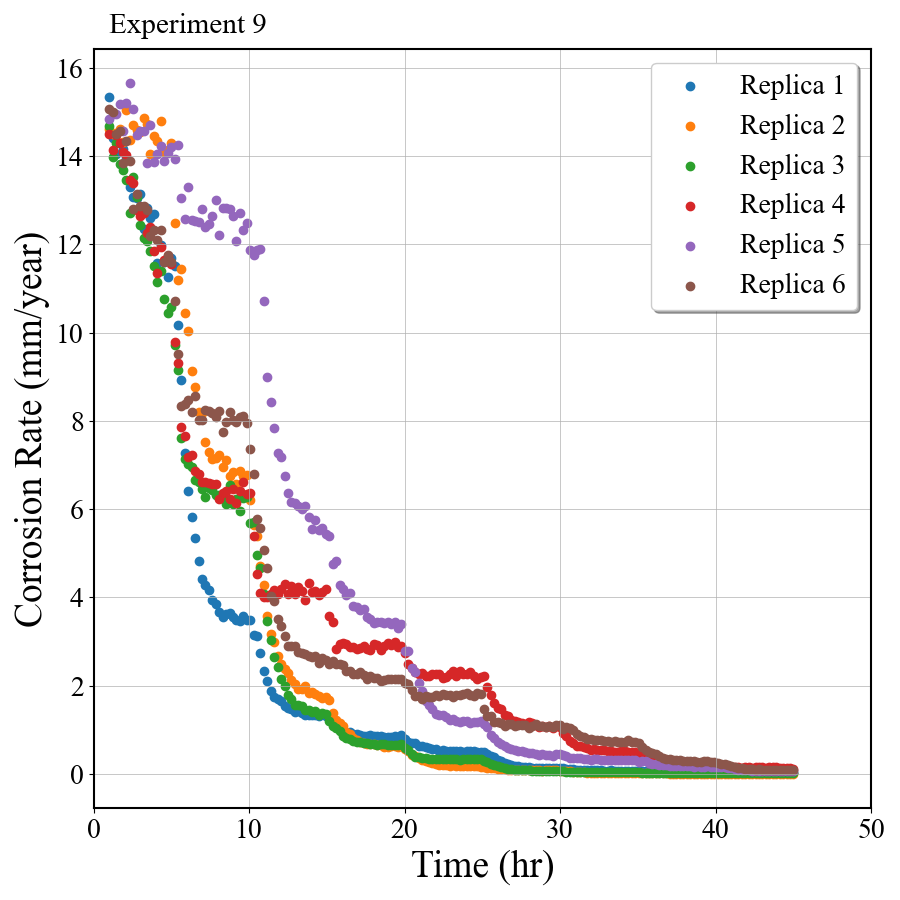 Experiment 9
Corrosion Rate (mm/year)
16
14
12
10
8
6
4
2
0
Replica 1
Replica 2
Replica 3
Replica 4
Replica 5
Replica 6
0 10 20 30 40 50
Time (hr)